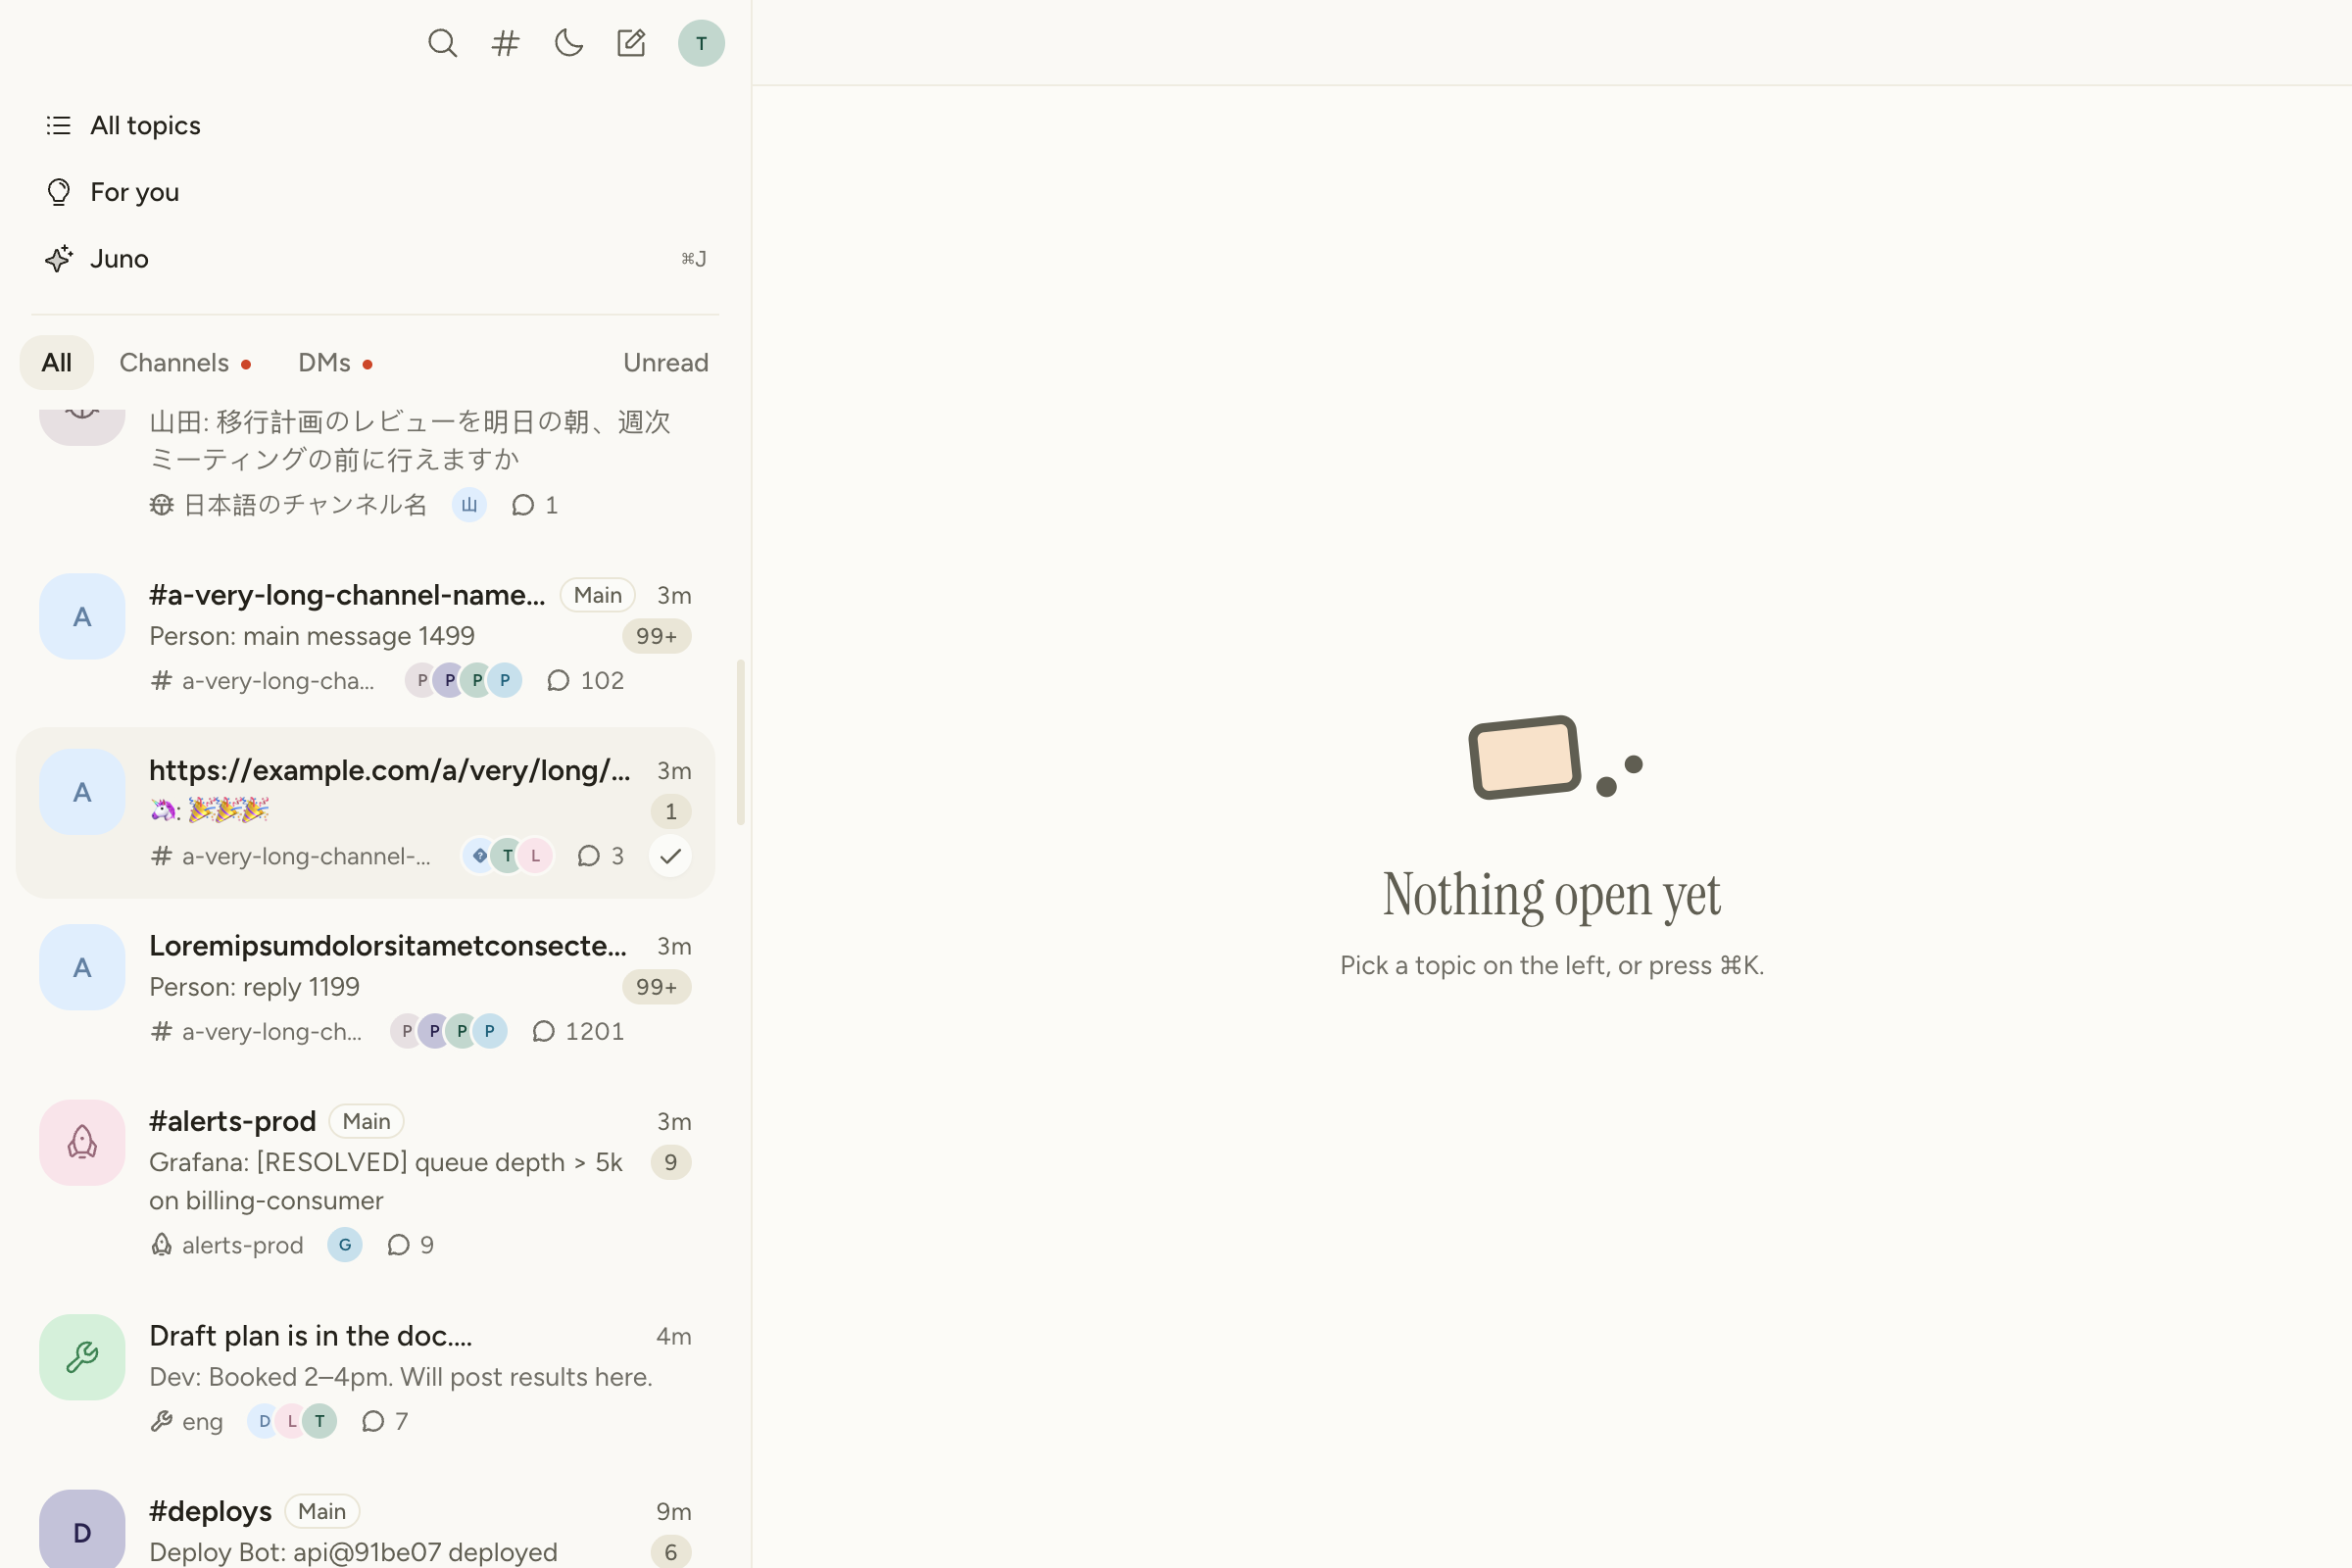 T
All topics
For you
Juno ⌘J
All Channels DMs Unread
山田: 移行計画のレビューを明日の朝、週次
ミーティングの前に行えますか
日本語のチャンネル名 山 1
A #a-very-long-channel-name... Main 3m
Person: main message 1499 99+
# a-very-long-cha... P P P P 102
A https://example.com/a/very/long/... 3m
🦄: 🎉🎉🎉 1
# a-very-long-channel-... ? T L 3
A Loremipsumdolorsitametconsecte... 3m
Person: reply 1199 99+
# a-very-long-ch... P P P P 1201
#alerts-prod Main 3m
Grafana: [RESOLVED] queue depth > 5k 9
on billing-consumer
alerts-prod G 9
Draft plan is in the doc.... 4m
Dev: Booked 2–4pm. Will post results here.
eng D L T 7
D #deploys Main 9m
Deploy Bot: api@91be07 deployed 6
Nothing open yet
Pick a topic on the left, or press ⌘K.